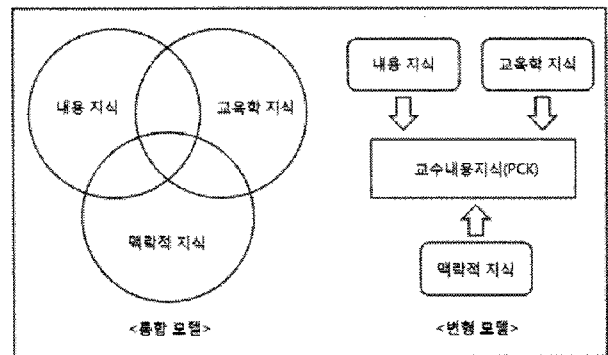 내용 지식
교육학 지식
맥락적 지식
<통합 모델>
내용 지식
교육학 지식
교수내용지식(PCK)
맥락적 지식
<변형 모델>